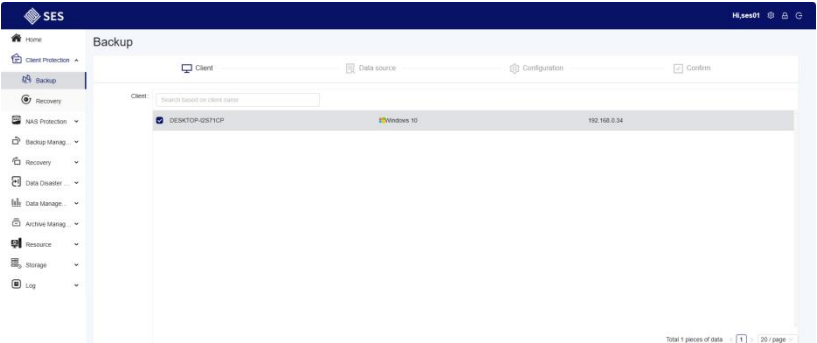 SES
Hi,ses01
Home
Client Protection
Backup
Recovery
NAS Protection
Backup Manag...
Recovery
Data Disaster ...
Data Manage...
Archive Manag...
Resource
Storage
Log
Backup
Client
Data source
Configuration
Confirm
Client:
Search based on client name
DESKTOP-I2S71CP
Windows 10
192.168.0.34
Total 1 pieces of data < 1 > 20 / page